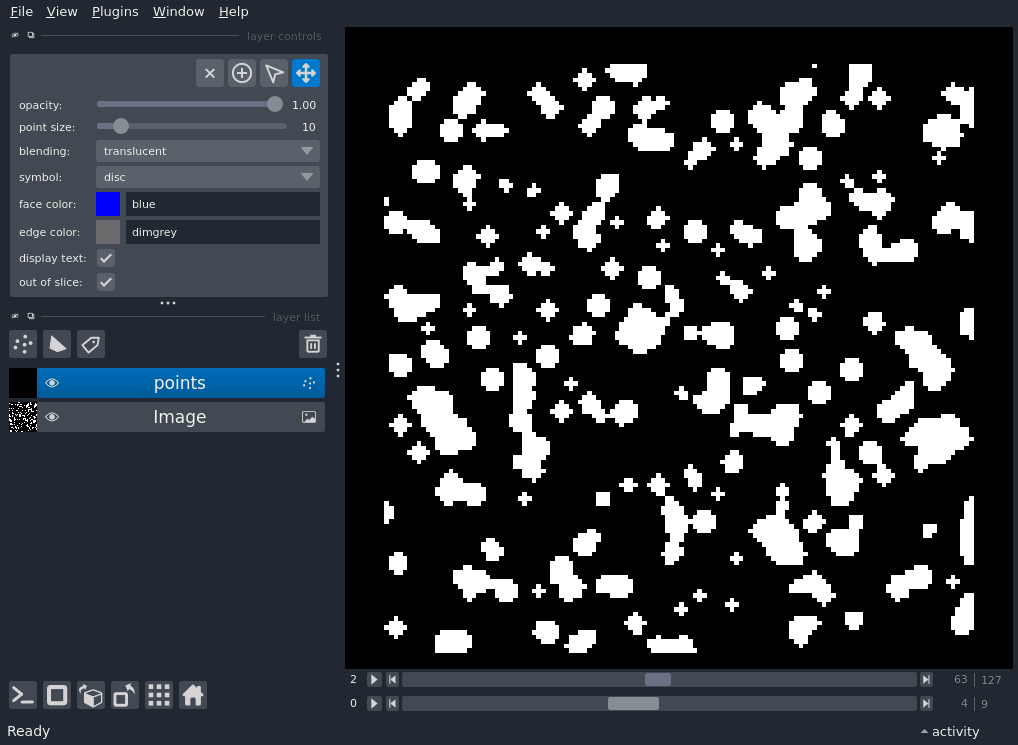 File View Plugins Window Help
layer controls
opacity: 1.00
point size: 10
blending: translucent
symbol: disc
face color: blue
edge color: dimgrey
display text:
out of slice:
layer list
points
Image
2 63 127
0 4 9
Ready activity